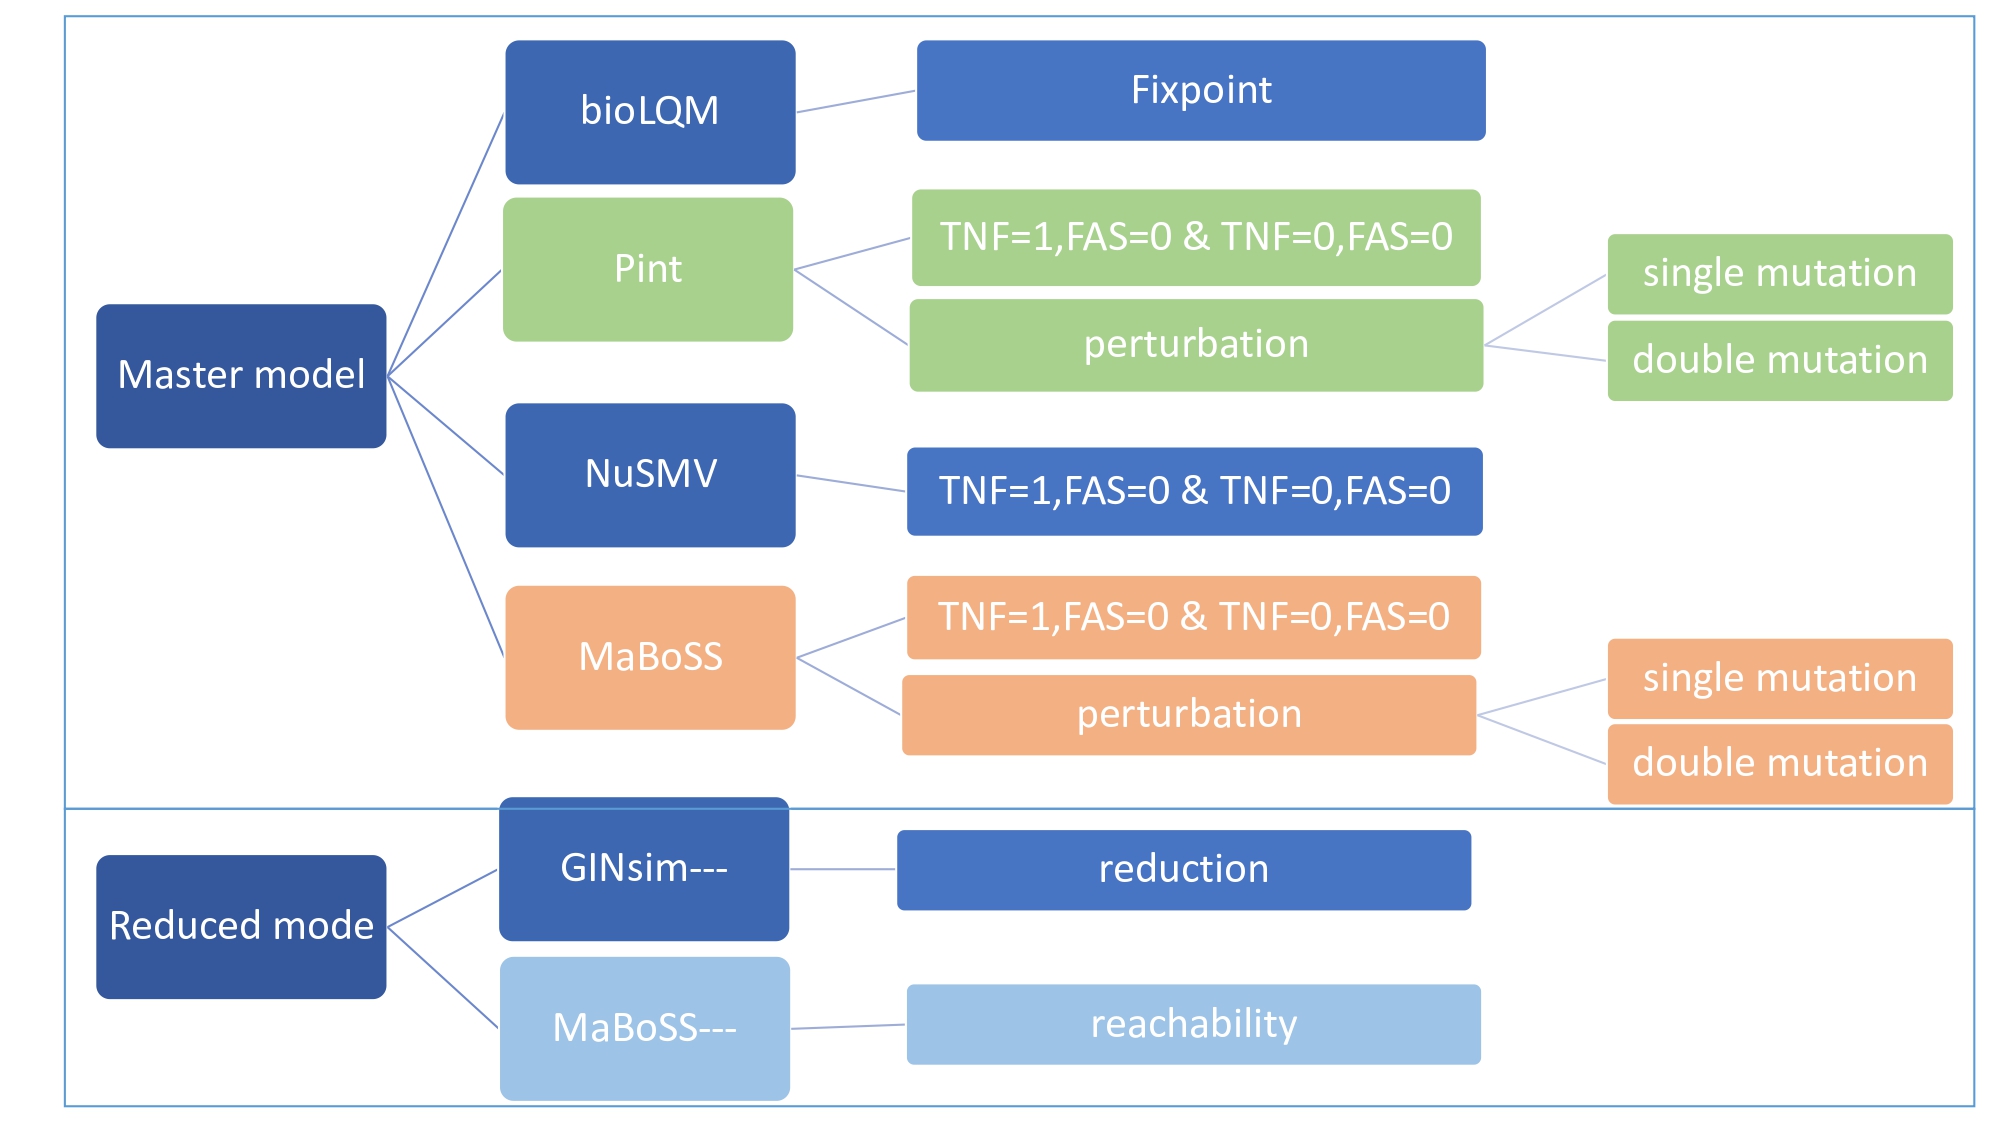 Master model
bioLQM
Fixpoint
Pint
TNF=1,FAS=0 & TNF=0,FAS=0
perturbation
single mutation
double mutation
NuSMV
TNF=1,FAS=0 & TNF=0,FAS=0
MaBoSS
TNF=1,FAS=0 & TNF=0,FAS=0
perturbation
single mutation
double mutation
Reduced mode
GINsim---
reduction
MaBoSS---
reachability